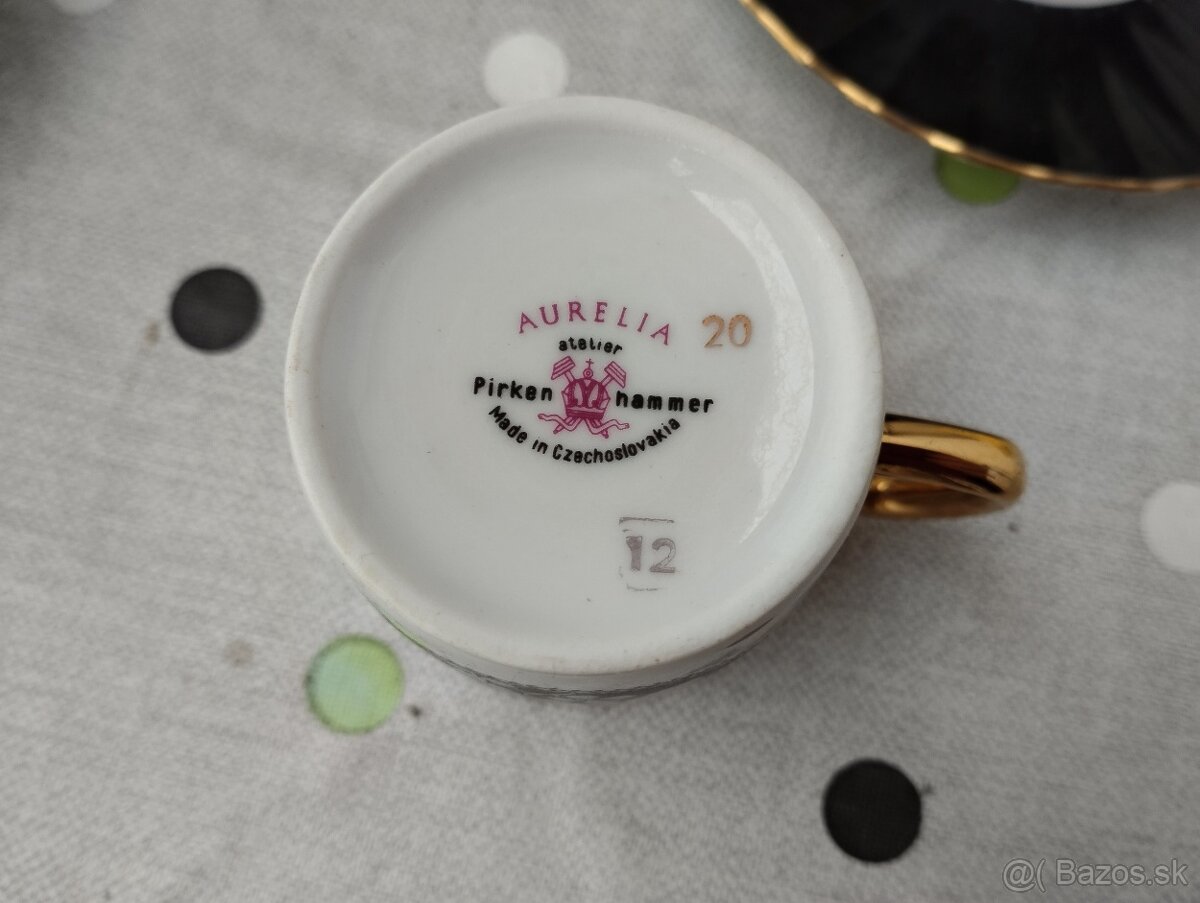 AURELIA
20
atelier
Pirken hammer
Made in Czechoslovakia
12
@( Bazos.sk